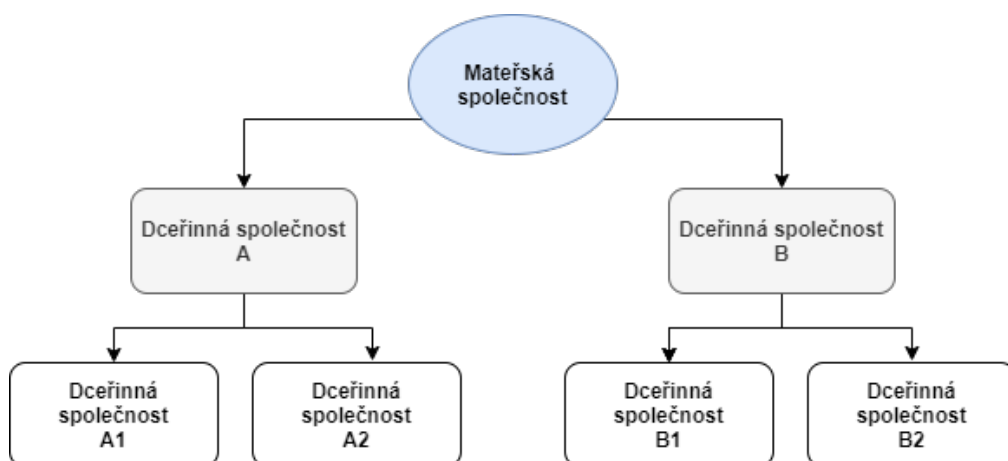 Mateřská
společnost
Dceřinná společnost
A
Dceřinná společnost
B
Dceřinná
společnost
A1
Dceřinná
společnost
A2
Dceřinná
společnost
B1
Dceřinná
společnost
B2